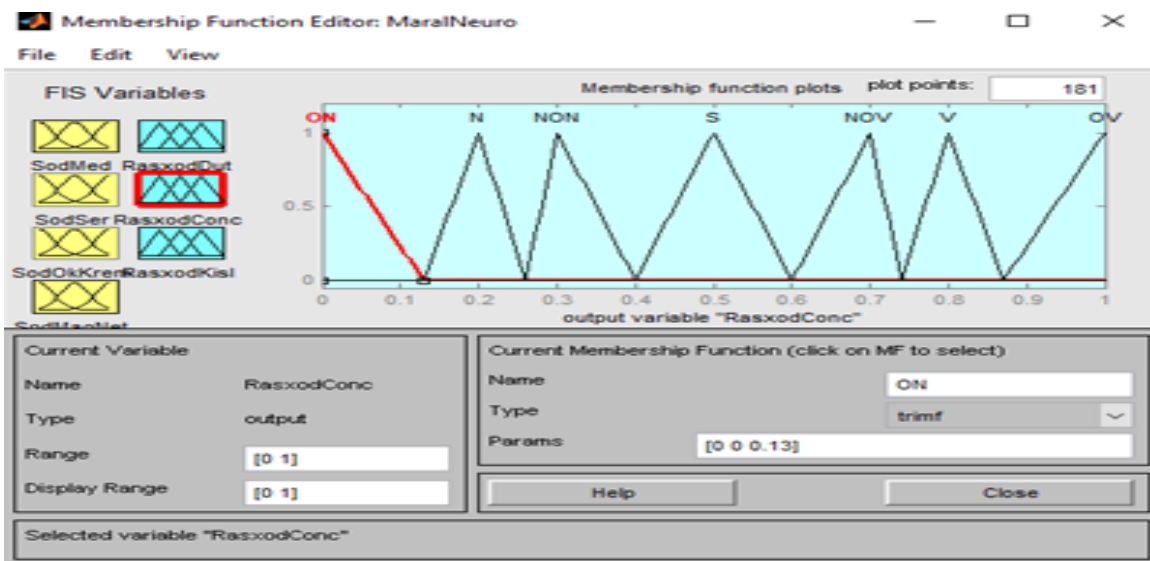 Membership Function Editor: MaralNeuro
File Edit View
FIS Variables
Membership function plots plot points: 181
ON N NON S NOV V OV
1
0.5
0
0 0.1 0.2 0.3 0.4 0.5 0.6 0.7 0.8 0.9 1
output variable "RasxodConc"
SodMed RasxodDut
SodSer RasxodConc
SodOkKrem RasxodKisl
SodMagNet
Current Variable
Name RasxodConc
Type output
Range [0 1]
Display Range [0 1]
Current Membership Function (click on MF to select)
Name ON
Type trimf
Params [0 0 0.13]
Help Close
Selected variable "RasxodConc"